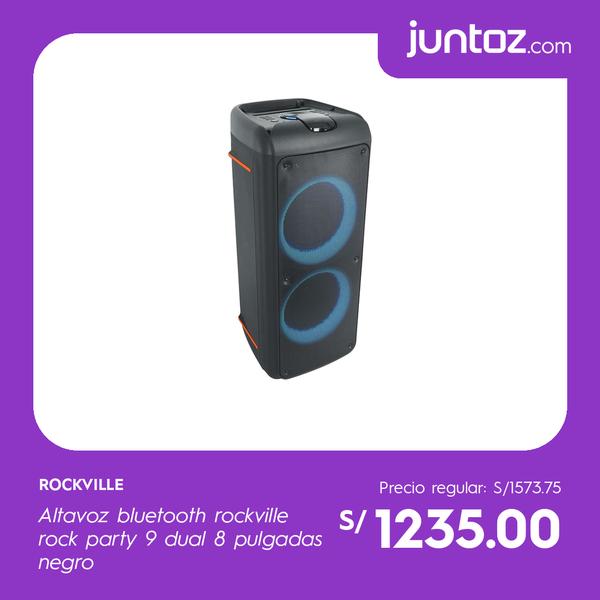 juntoz.com
ROCKVILLE
Altavoz bluetooth rockville
rock party 9 dual 8 pulgadas
negro
Precio regular: S/1573.75
S/ 1235.00